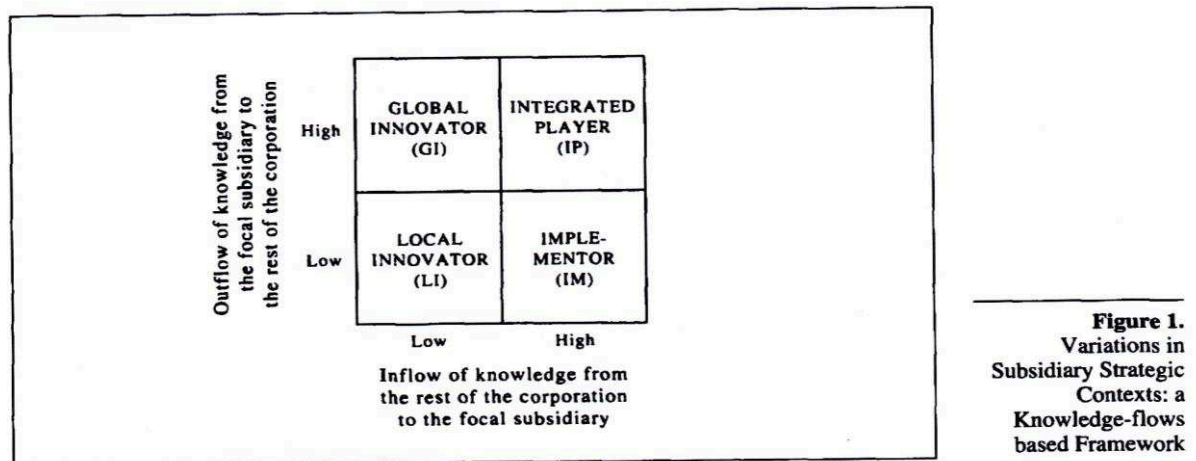 Outflow of knowledge from
the focal subsidiary to
the rest of the corporation
High
GLOBAL
INNOVATOR
(GI)
INTEGRATED
PLAYER
(IP)
Low
LOCAL
INNOVATOR
(LI)
IMPLE-
MENTOR
(IM)
Low
High
Inflow of knowledge from
the rest of the corporation
to the focal subsidiary
Figure 1.
Variations in
Subsidiary Strategic
Contexts: a
Knowledge-flows
based Framework